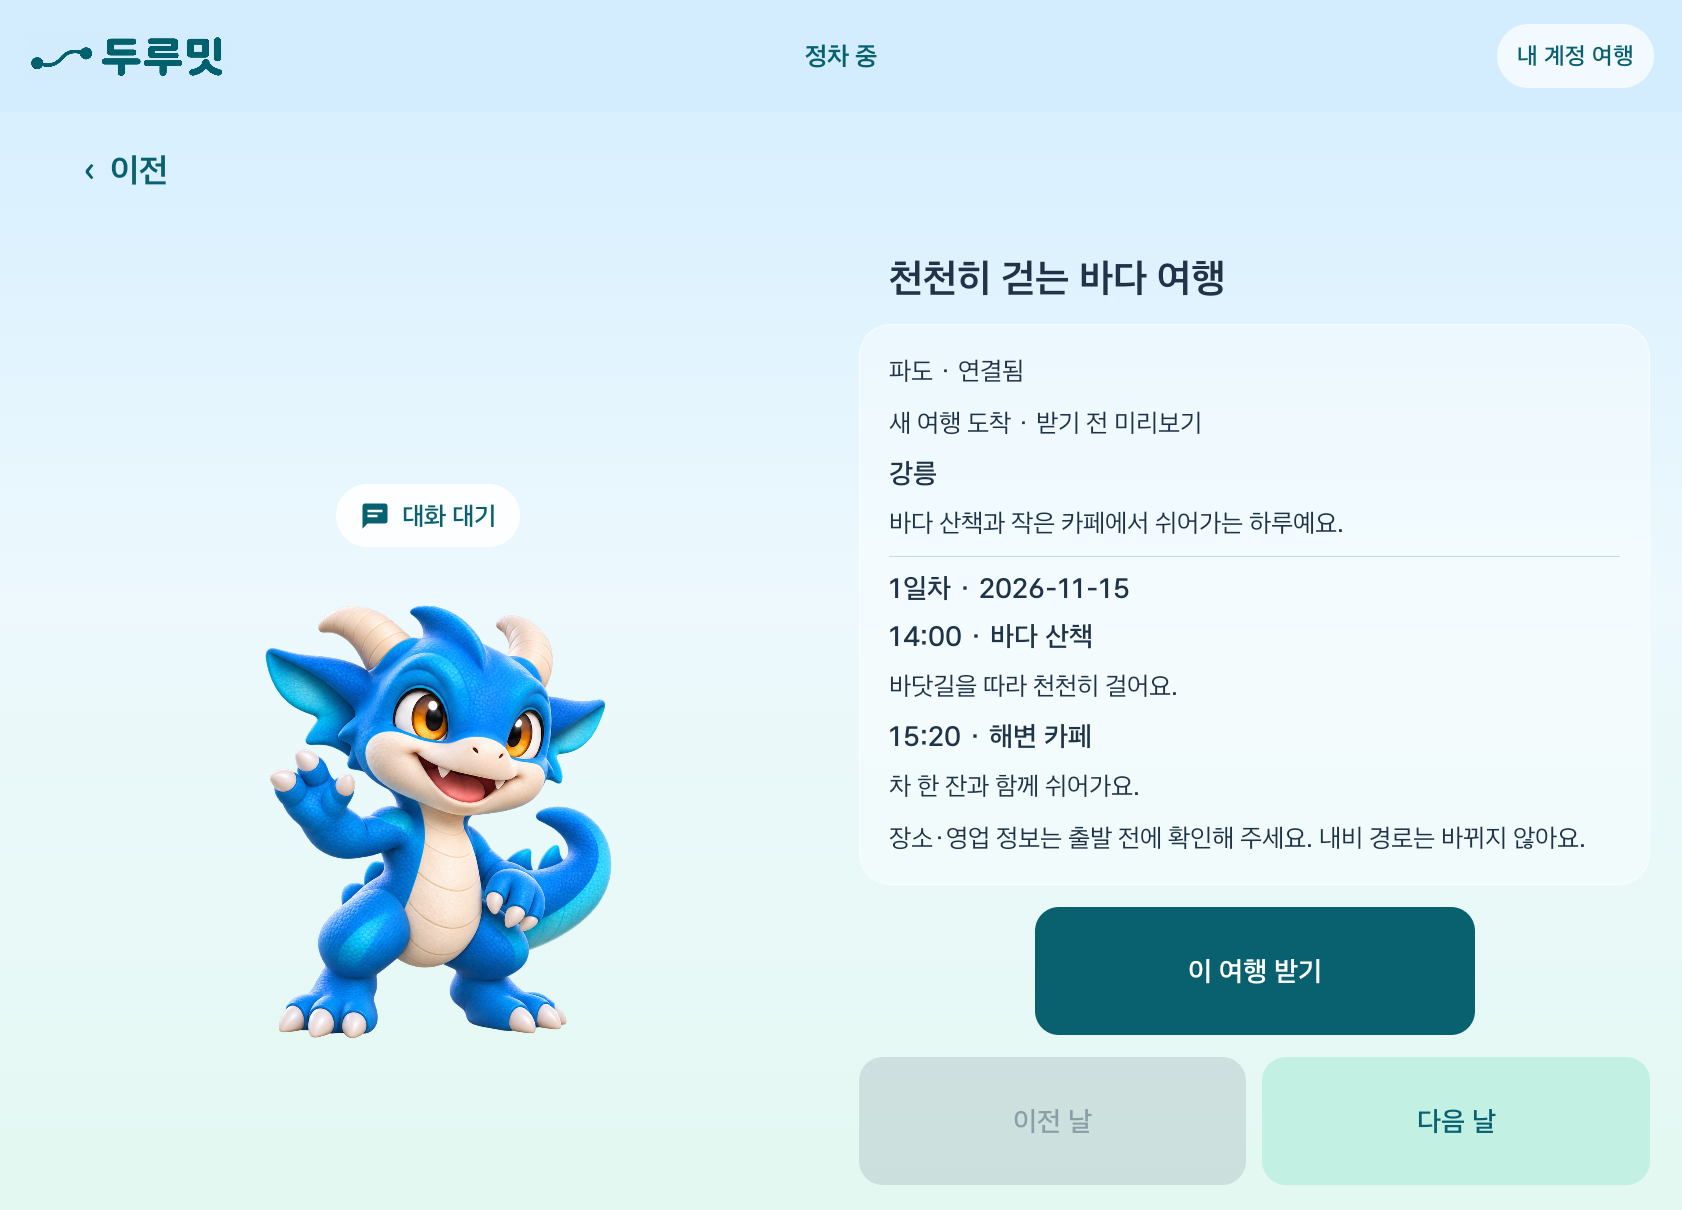 두루밋
정차 중
내 계정 여행
이전
천천히 걷는 바다 여행
파도 · 연결됨
새 여행 도착 · 받기 전 미리보기
강릉
바다 산책과 작은 카페에서 쉬어가는 하루예요.
대화 대기
1일차 · 2026-11-15
14:00 · 바다 산책
바닷길을 따라 천천히 걸어요.
15:20 · 해변 카페
차 한 잔과 함께 쉬어가요.
장소·영업 정보는 출발 전에 확인해 주세요. 내비 경로는 바뀌지 않아요.
이 여행 받기
이전 날
다음 날